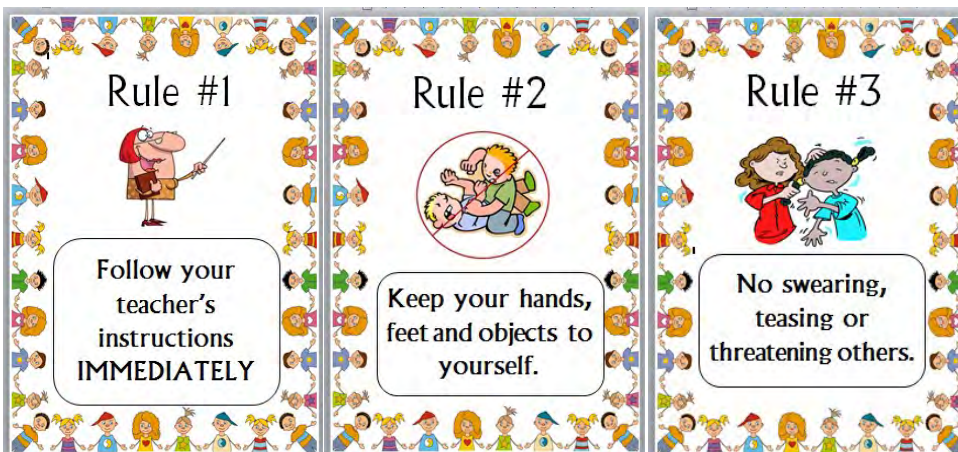 Rule #1
Follow your
teacher's
instructions
IMMEDIATELY
Rule #2
Keep your hands,
feet and objects to
yourself.
Rule #3
No swearing,
teasing or
threatening others.